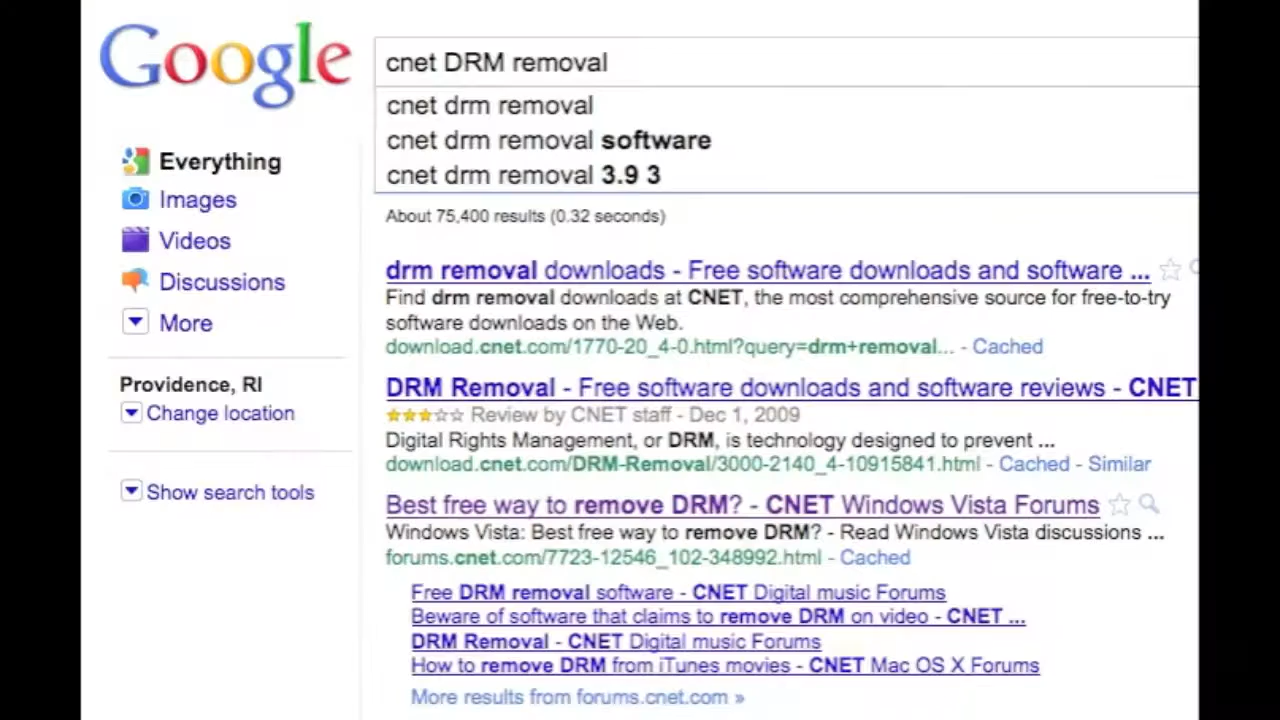 Google
cnet DRM removal
cnet drm removal
cnet drm removal software
cnet drm removal 3.9 3
Everything
Images
Videos
Discussions
More
Providence, RI
Change location
Show search tools
About 75,400 results (0.32 seconds)
drm removal downloads - Free software downloads and software ...
Find drm removal downloads at CNET, the most comprehensive source for free-to-try
software downloads on the Web.
download.cnet.com/1770-20_4-0.html?query=drm+removal... - Cached
DRM Removal - Free software downloads and software reviews - CNET
Review by CNET staff - Dec 1, 2009
Digital Rights Management, or DRM, is technology designed to prevent ...
download.cnet.com/DRM-Removal/3000-2140_4-10915841.html - Cached - Similar
Best free way to remove DRM? - CNET Windows Vista Forums
Windows Vista: Best free way to remove DRM? - Read Windows Vista discussions ...
forums.cnet.com/7723-12546_102-348992.html - Cached
Free DRM removal software - CNET Digital music Forums
Beware of software that claims to remove DRM on video - CNET ...
DRM Removal - CNET Digital music Forums
How to remove DRM from iTunes movies - CNET Mac OS X Forums
More results from forums.cnet.com »